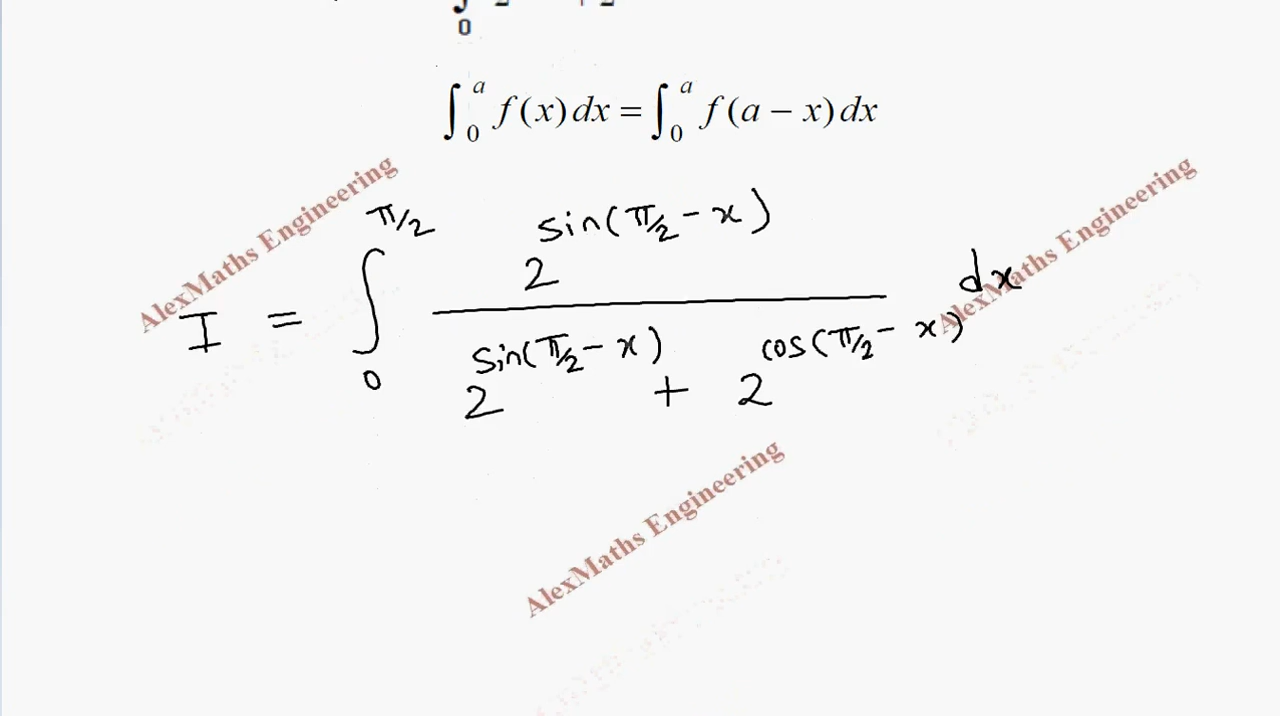 0
∫₀ᵃ f(x) dx = ∫₀ᵃ f(a − x) dx
AlexMaths Engineering
AlexMaths Engineering
I = ∫₀^{π/2} 2^{sin(π/2 − x)} / (2^{sin(π/2 − x)} + 2^{cos(π/2 − x)}) dx
AlexMaths Engineering